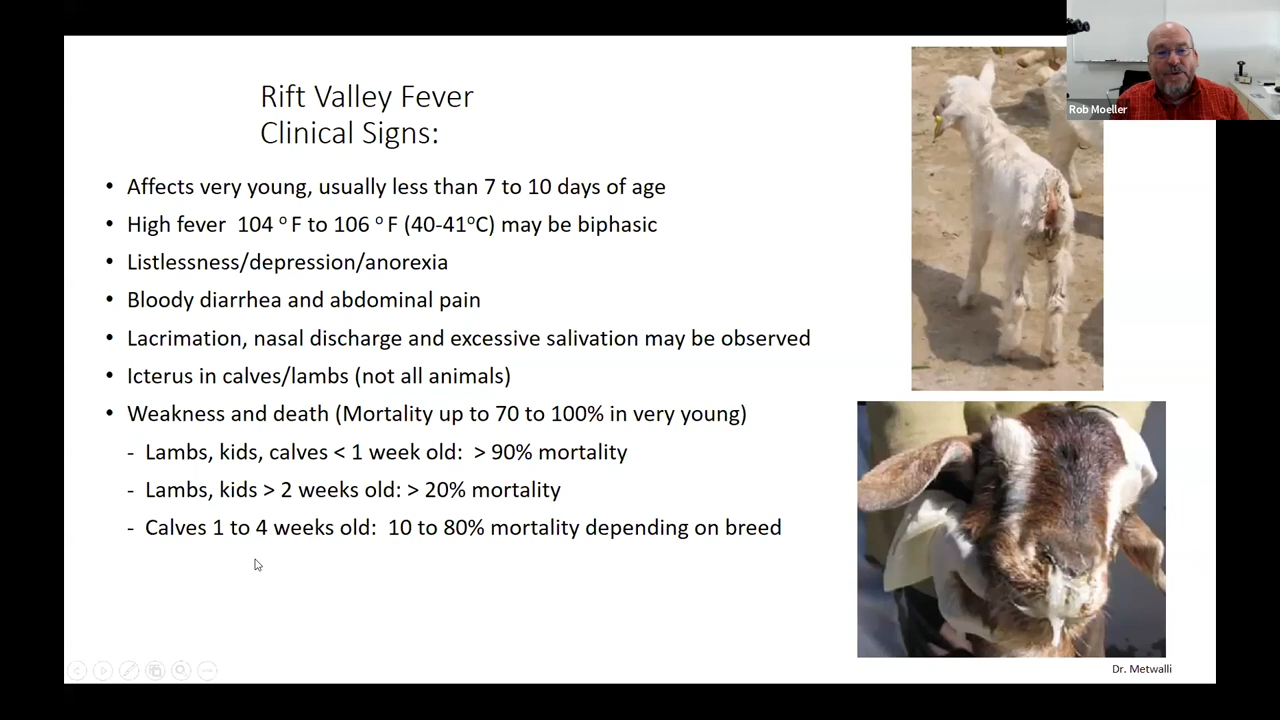 Rob Moeller
Rift Valley Fever
Clinical Signs:
• Affects very young, usually less than 7 to 10 days of age
• High fever 104 º F to 106 º F (40-41ºC) may be biphasic
• Listlessness/depression/anorexia
• Bloody diarrhea and abdominal pain
• Lacrimation, nasal discharge and excessive salivation may be observed
• Icterus in calves/lambs (not all animals)
• Weakness and death (Mortality up to 70 to 100% in very young)
- Lambs, kids, calves < 1 week old: > 90% mortality
- Lambs, kids > 2 weeks old: > 20% mortality
- Calves 1 to 4 weeks old: 10 to 80% mortality depending on breed
Dr. Metwalli